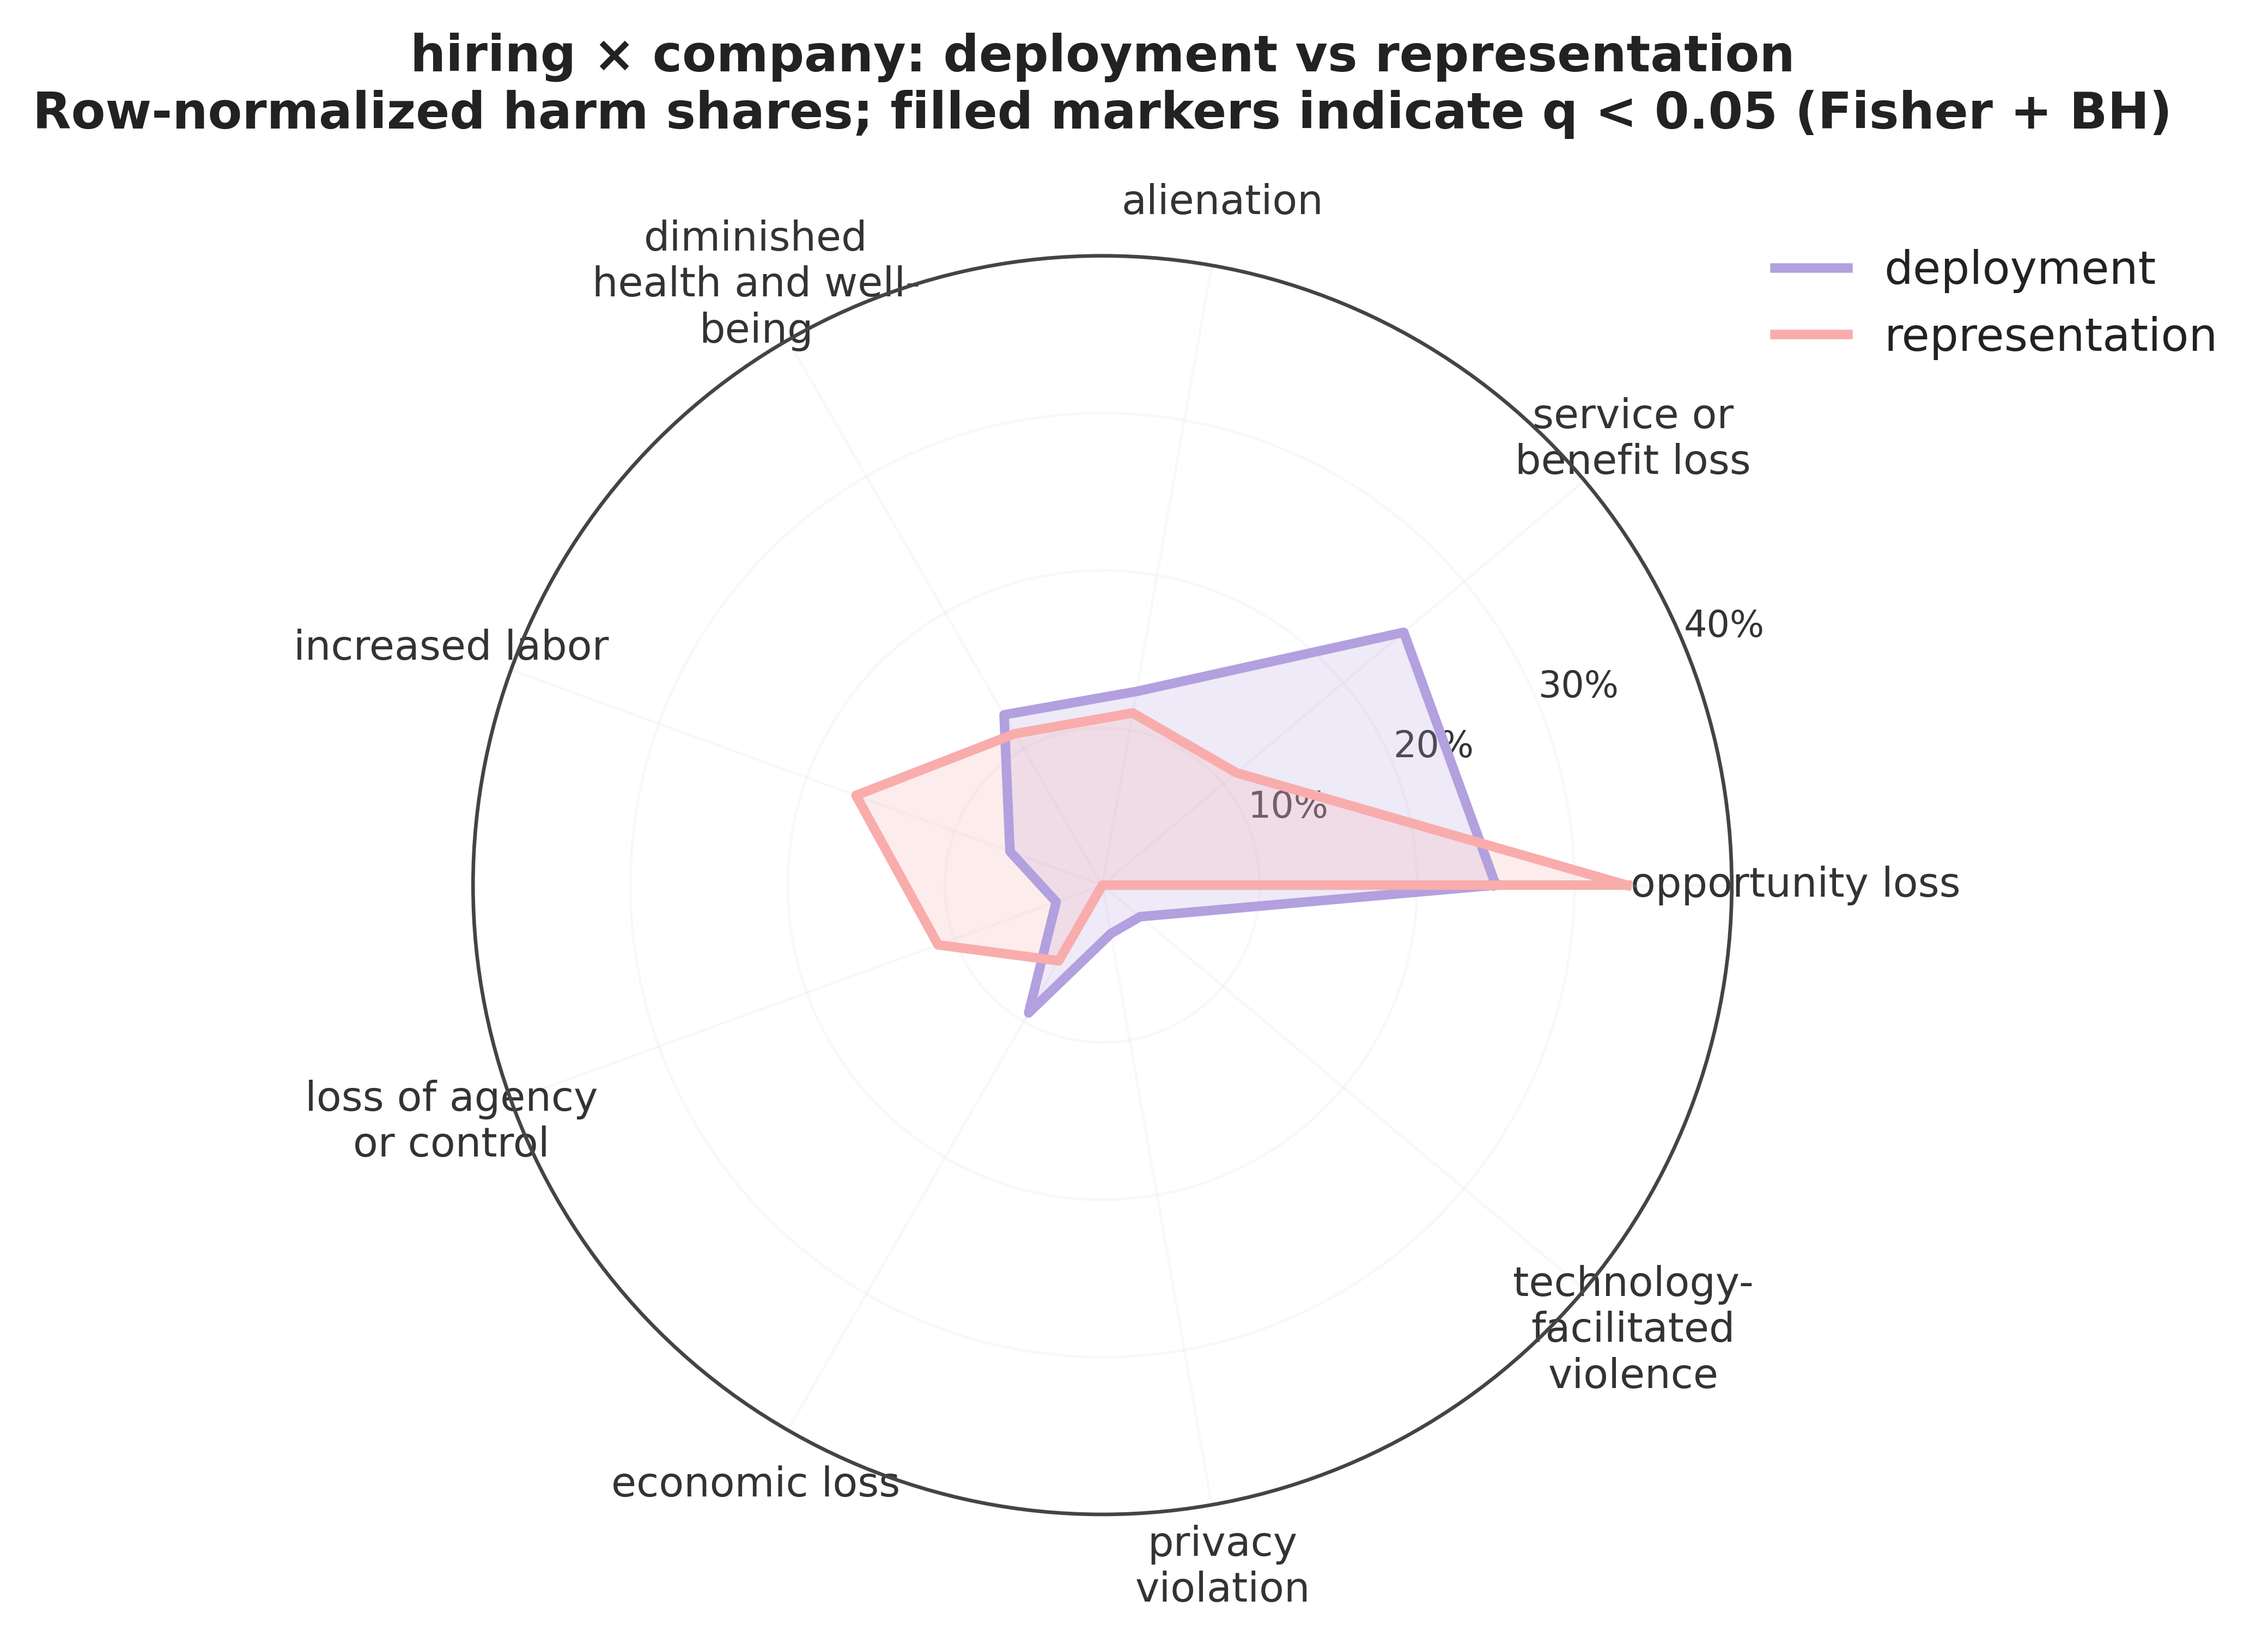 hiring × company: deployment vs representation
Row-normalized harm shares; filled markers indicate q < 0.05 (Fisher + BH)
alienation
diminished
health and well-
being
deployment
representation
service or
benefit loss
40%
increased labor
30%
20%
10%
opportunity loss
loss of agency
or control
technology-
facilitated
violence
economic loss
privacy
violation